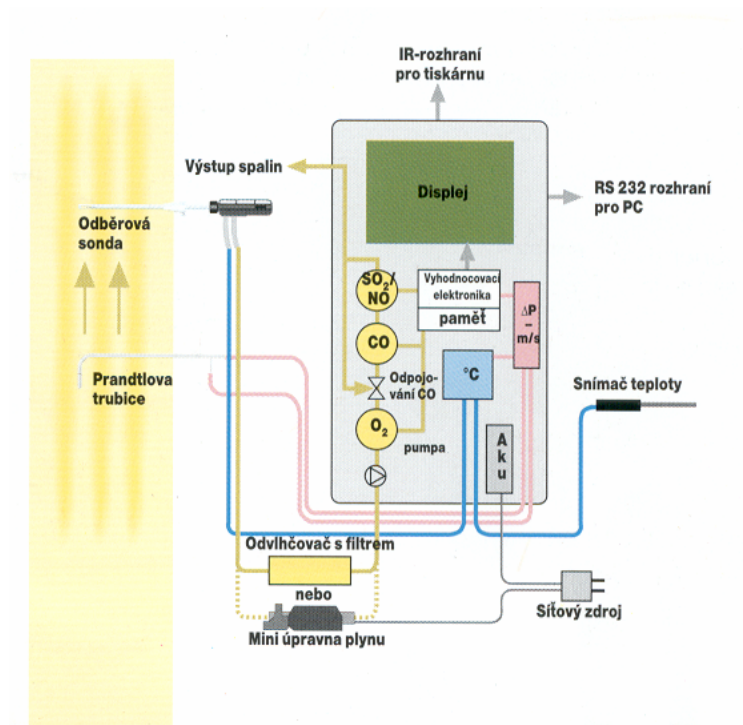 IR-rozhraní
pro tiskárnu
Výstup spalin
Displej
RS 232 rozhraní
pro PC
Odběrová
sonda
SO2/
NO
Vyhodnocovací
elektronika
paměť
ΔP
–
m/s
CO
°C
Odpojo-
vání CO
Prandtlova
trubice
Snímač teploty
O2
pumpa
A
k
u
Odvlhčovač s filtrem
nebo
Mini úpravna plynu
Síťový zdroj